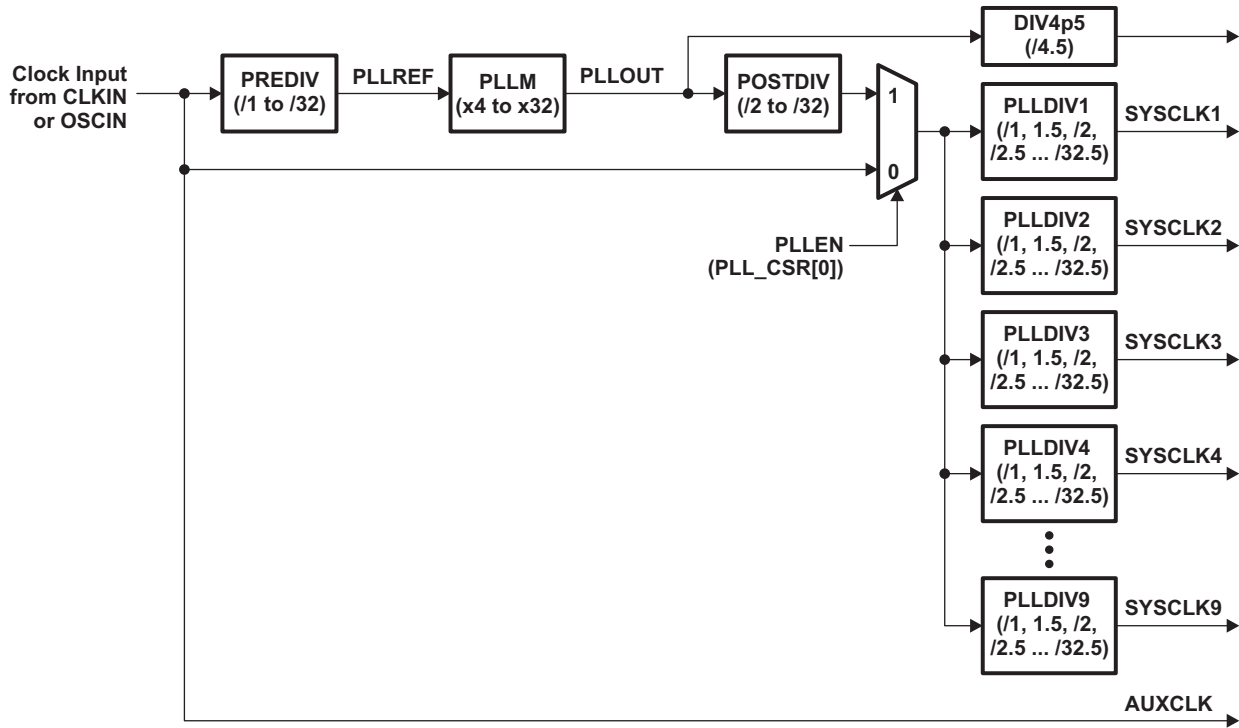 Clock Input
from CLKIN
or OSCIN
PREDIV
(/1 to /32)
PLLREF
PLLM
(x4 to x32)
PLLOUT
POSTDIV
(/2 to /32)
1
0
PLLEN
(PLL_CSR[0])
DIV4p5
(/4.5)
PLLDIV1
(/1, 1.5, /2,
/2.5 ... /32.5)
SYSCLK1
PLLDIV2
(/1, 1.5, /2,
/2.5 ... /32.5)
SYSCLK2
PLLDIV3
(/1, 1.5, /2,
/2.5 ... /32.5)
SYSCLK3
PLLDIV4
(/1, 1.5, /2,
/2.5 ... /32.5)
SYSCLK4
PLLDIV9
(/1, 1.5, /2,
/2.5 ... /32.5)
SYSCLK9
AUXCLK